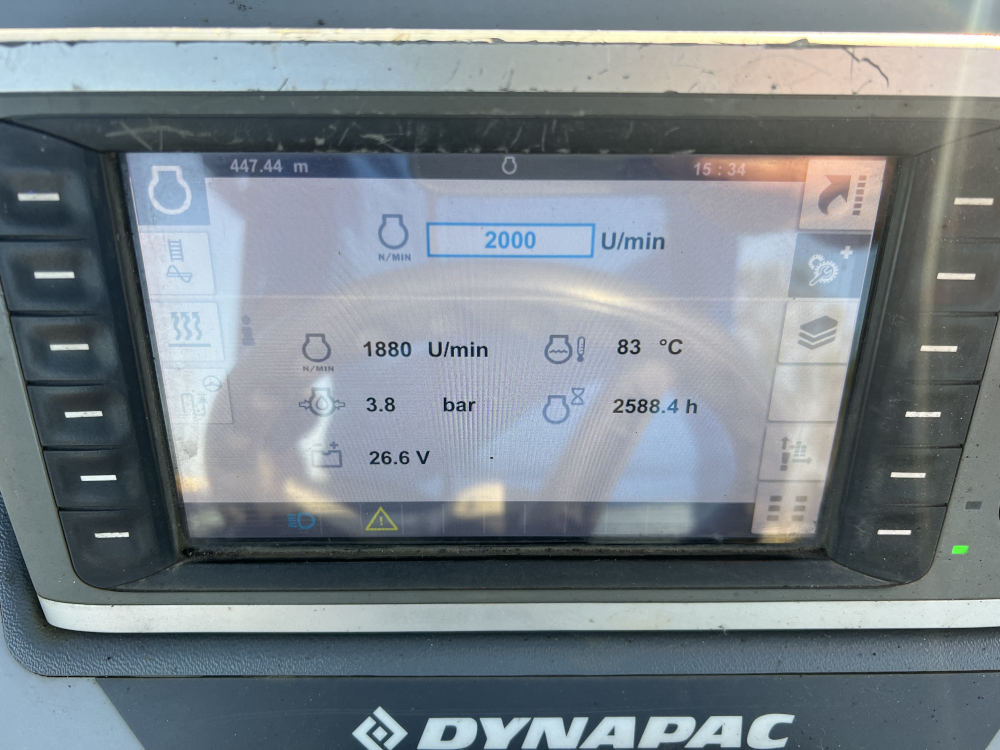 447.44 m 15 : 34
N/MIN 2000 U/min
N/MIN 1880 U/min 83 °C
3.8 bar 2588.4 h
26.6 V
DYNAPAC